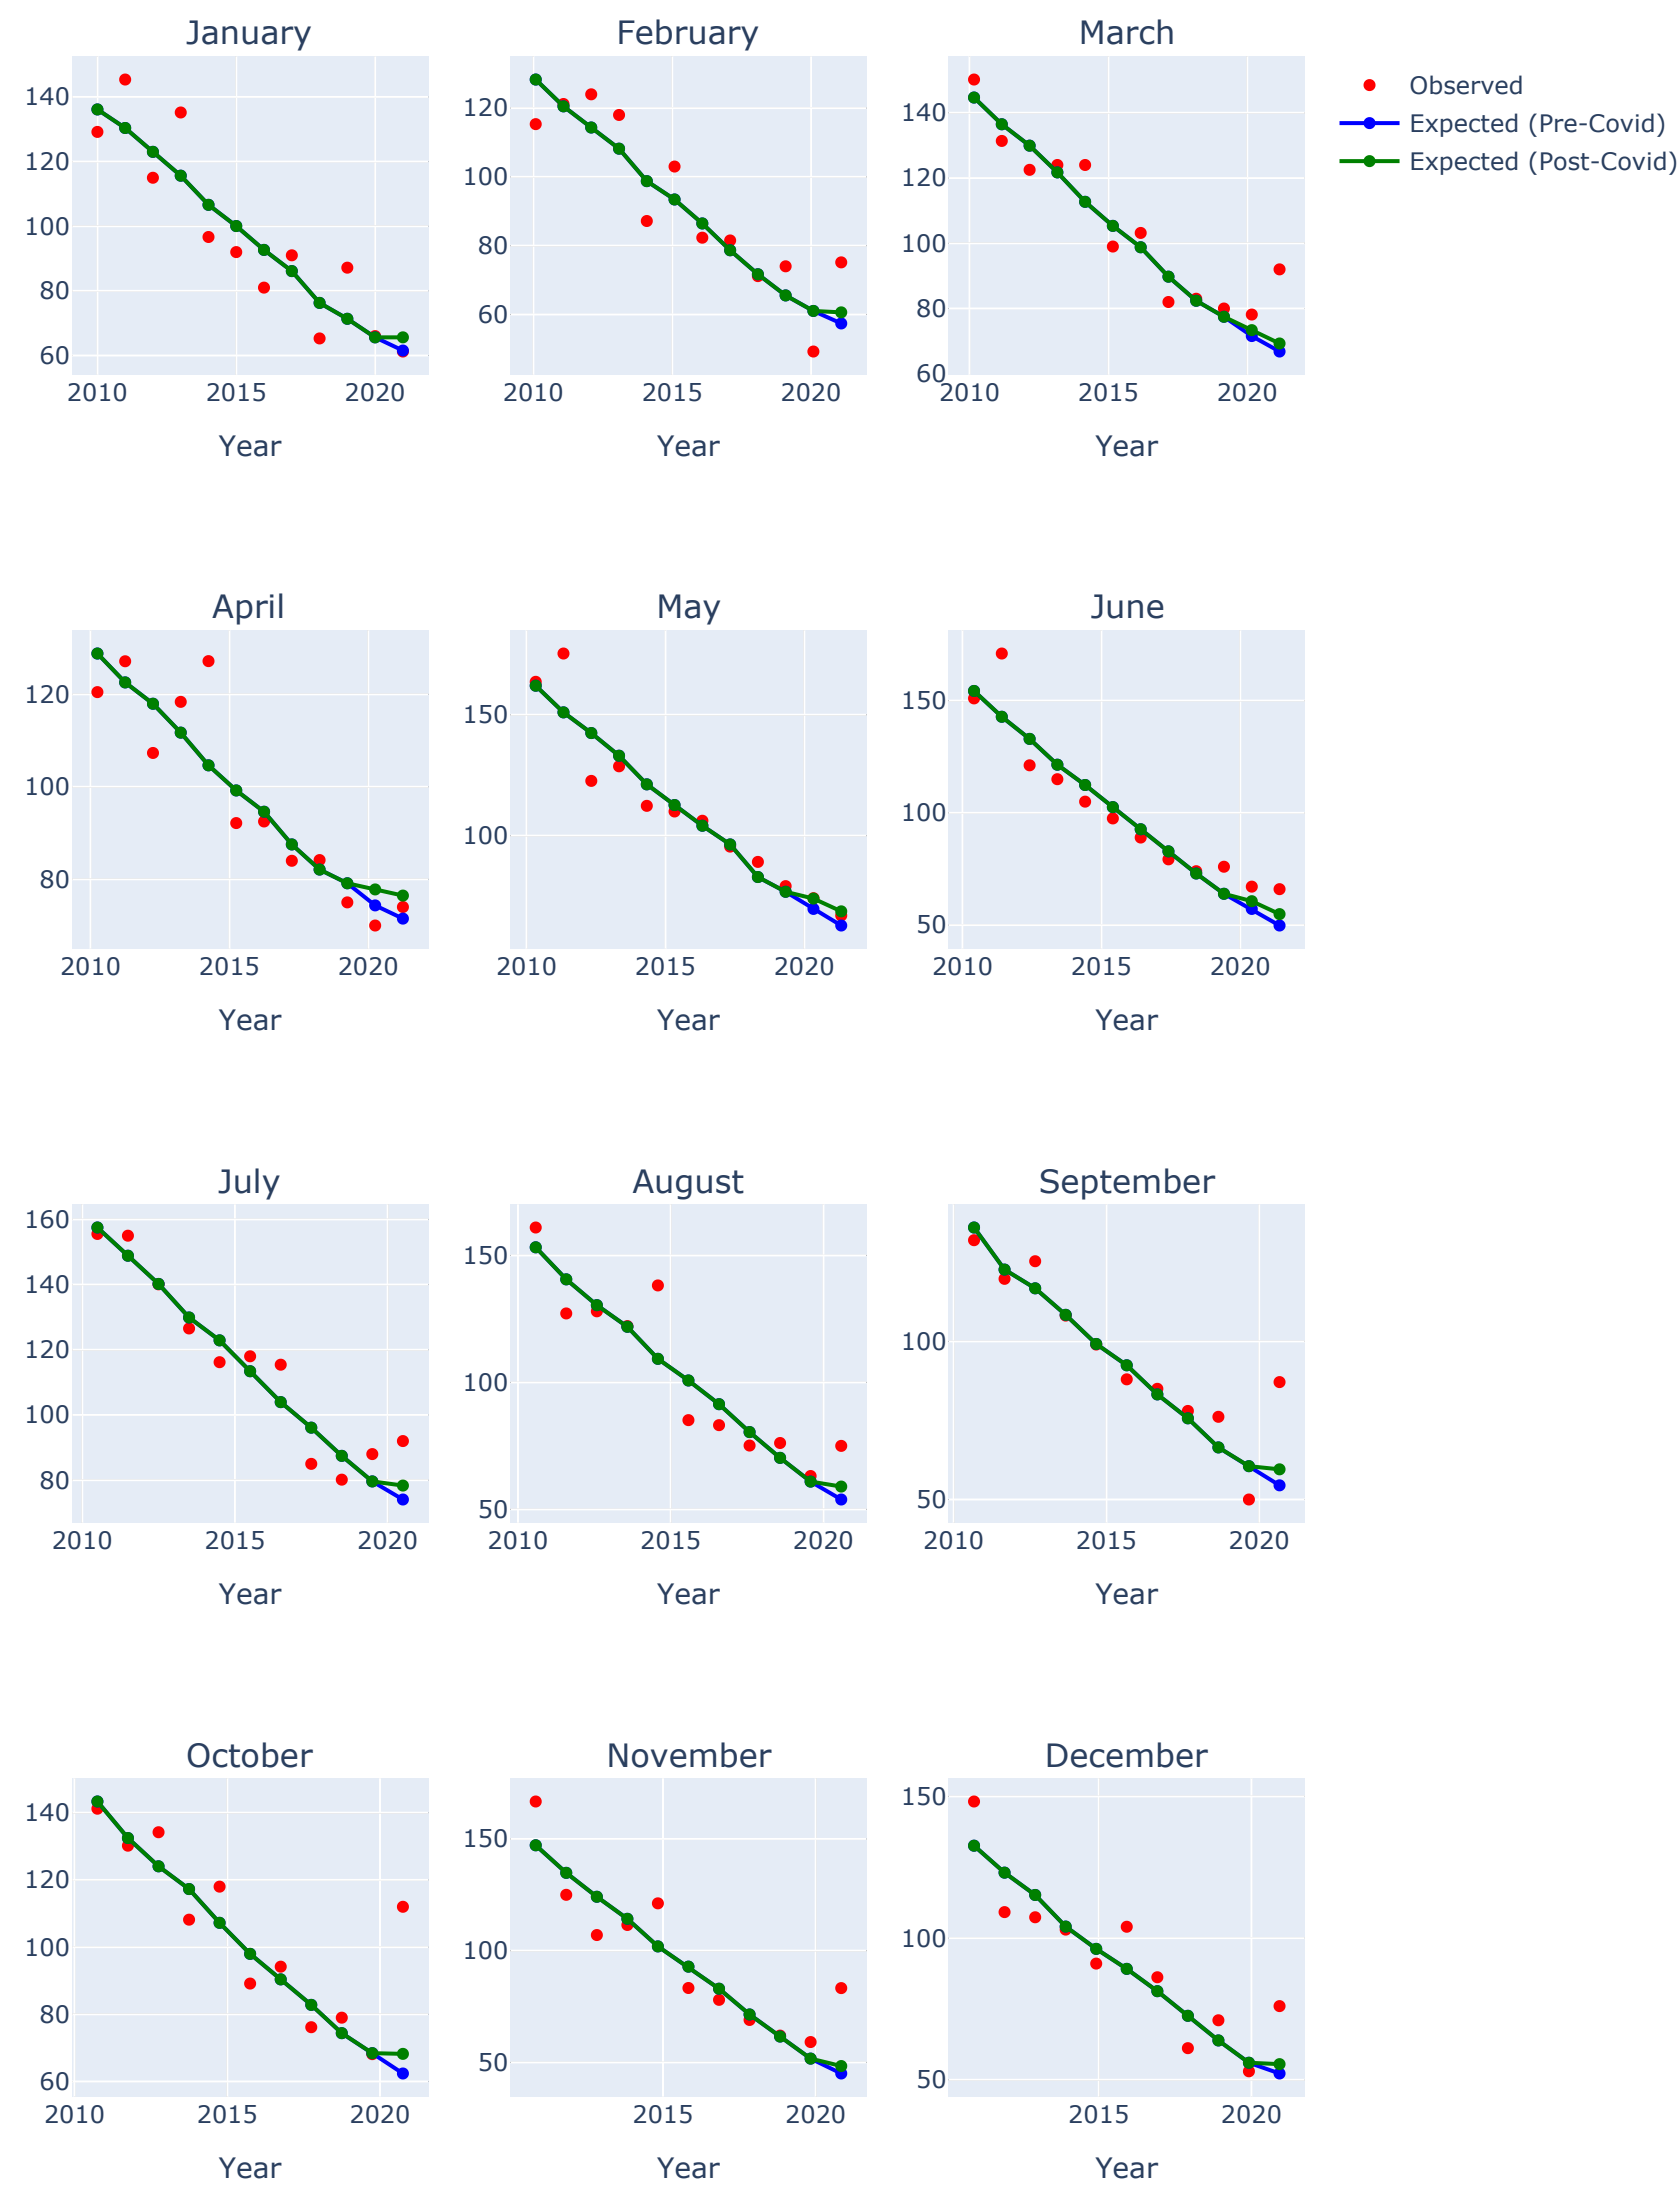 January
February
March
140
120
100
80
60
2010
2015
2020
Year
120
100
80
60
2010
2015
2020
Year
140
120
100
80
60
2010
2015
2020
Year
Observed
Expected (Pre-Covid)
Expected (Post-Covid)
April
May
June
120
100
80
2010
2015
2020
Year
150
100
2010
2015
2020
Year
150
100
50
2010
2015
2020
Year
July
August
September
160
140
120
100
80
2010
2015
2020
Year
150
100
50
2010
2015
2020
Year
100
50
2010
2015
2020
Year
October
November
December
140
120
100
80
60
2010
2015
2020
Year
150
100
50
2015
2020
Year
150
100
50
2015
2020
Year